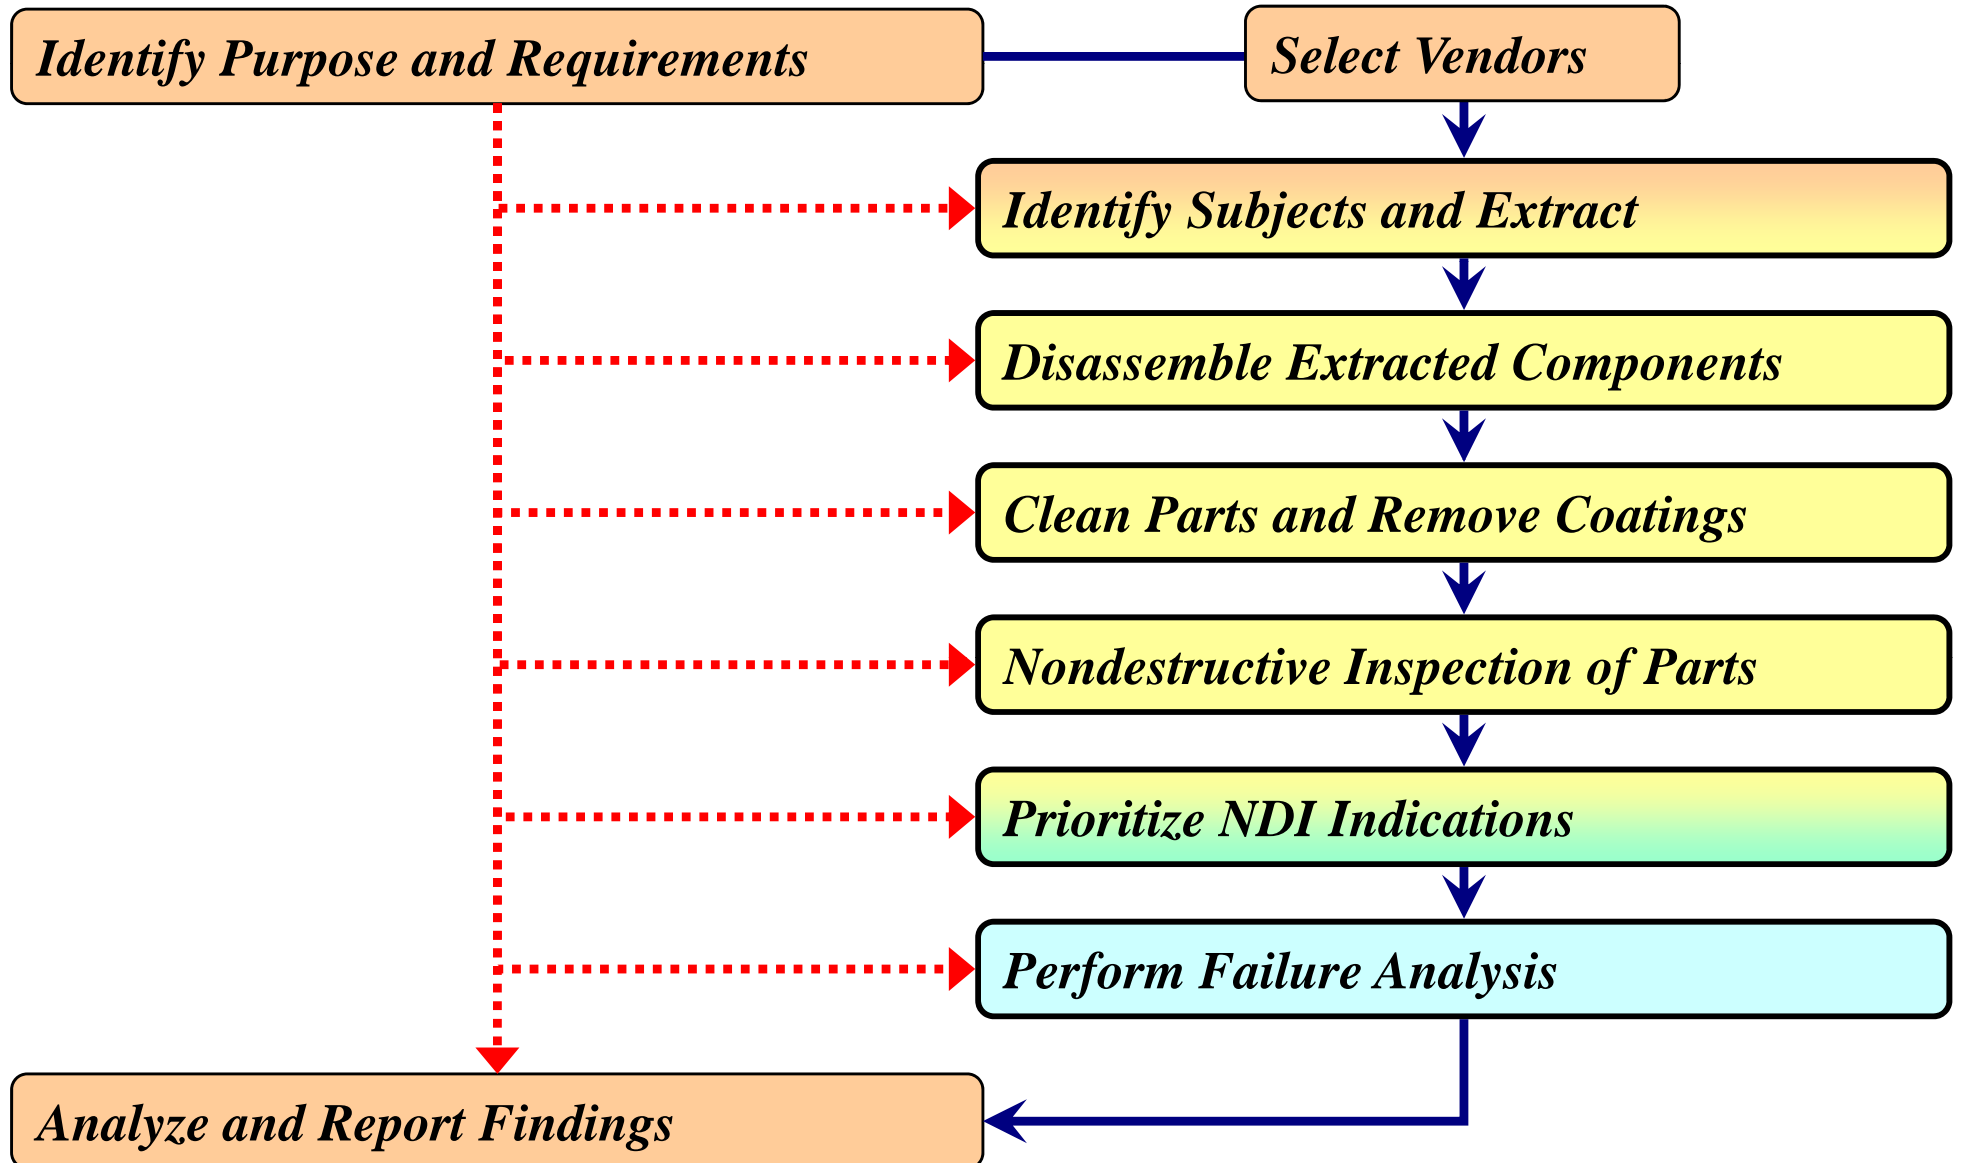 Identify Purpose and Requirements
Select Vendors
Identify Subjects and Extract
Disassemble Extracted Components
Clean Parts and Remove Coatings
Nondestructive Inspection of Parts
Prioritize NDI Indications
Perform Failure Analysis
Analyze and Report Findings